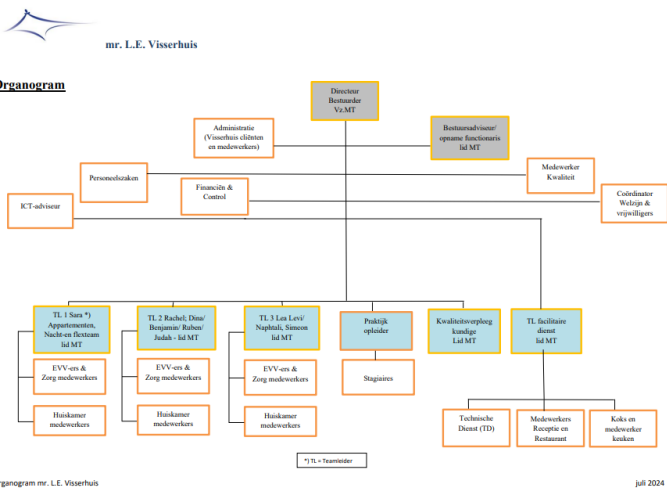 mr. L.E. Visserhuis
Organogram
Directeur
Bestuurder
Vz.MT
Administratie
(Visserhuis cliënten
en medewerkers)
Bestuursadviseur/
opname functionaris
lid MT
Personeelszaken
Medewerker
Kwaliteit
Financiën &
Control
ICT-adviseur
Coördinator
Welzijn &
vrijwilligers
TL 1 Sara *)
Appartementen,
Nacht-en flexteam
lid MT
TL 2 Rachel; Dina/
Benjamin/ Ruben/
Judah - lid MT
TL 3 Lea Levi/
Naphtali, Simeon
lid MT
Praktijk
opleider
Kwaliteitsverpleeg
kundige
Lid MT
TL facilitaire
dienst
lid MT
EVV-ers &
Zorg medewerkers
EVV-ers &
Zorg medewerkers
EVV-ers &
Zorg medewerkers
Stagiaires
Huiskamer
medewerkers
Huiskamer
medewerkers
Huiskamer
medewerkers
Technische
Dienst (TD)
Medewerkers
Receptie en
Restaurant
Koks en
medewerker
keuken
*) TL = Teamleider
rganogram mr. L.E. Visserhuis
juli 2024